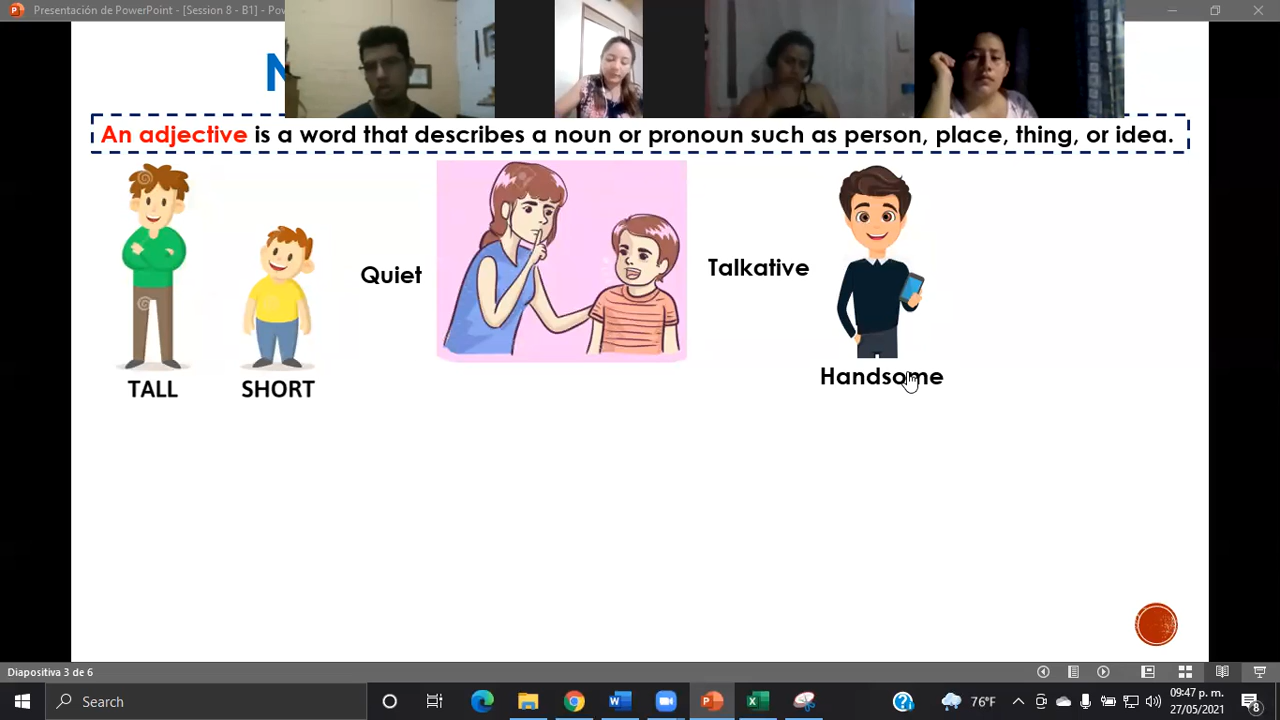 Presentación de PowerPoint - [Session 8 - B1] - Pow
N
An adjective is a word that describes a noun or pronoun such as person, place, thing, or idea.
Quiet
Talkative
Handsome
TALL
SHORT
Diapositiva 3 de 6
Search
76°F
09:47 p. m.
27/05/2021
8